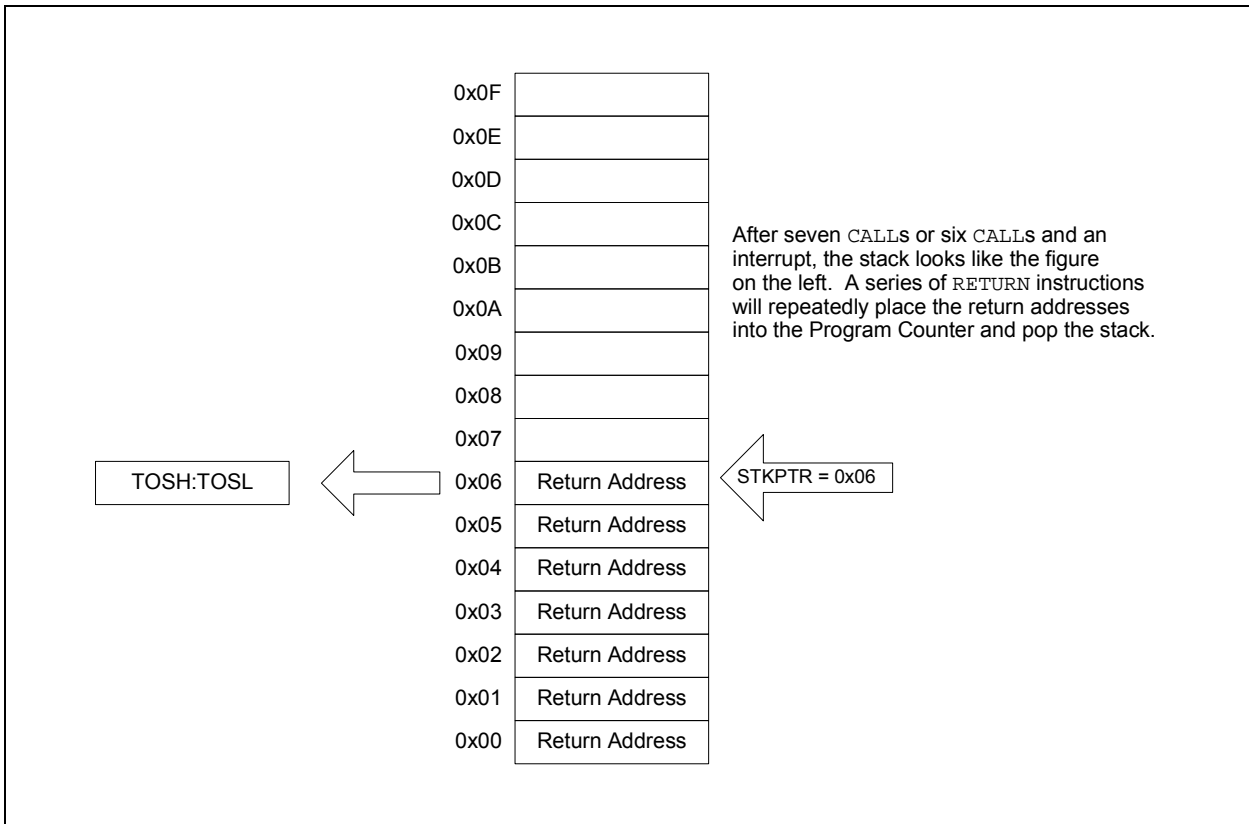 0x0F
0x0E
0x0D
0x0C
0x0B
0x0A
0x09
0x08
0x07
After seven CALLs or six CALLs and an
interrupt, the stack looks like the figure
on the left. A series of RETURN instructions
will repeatedly place the return addresses
into the Program Counter and pop the stack.
TOSH:TOSL
0x06 Return Address
STKPTR = 0x06
0x05 Return Address
0x04 Return Address
0x03 Return Address
0x02 Return Address
0x01 Return Address
0x00 Return Address